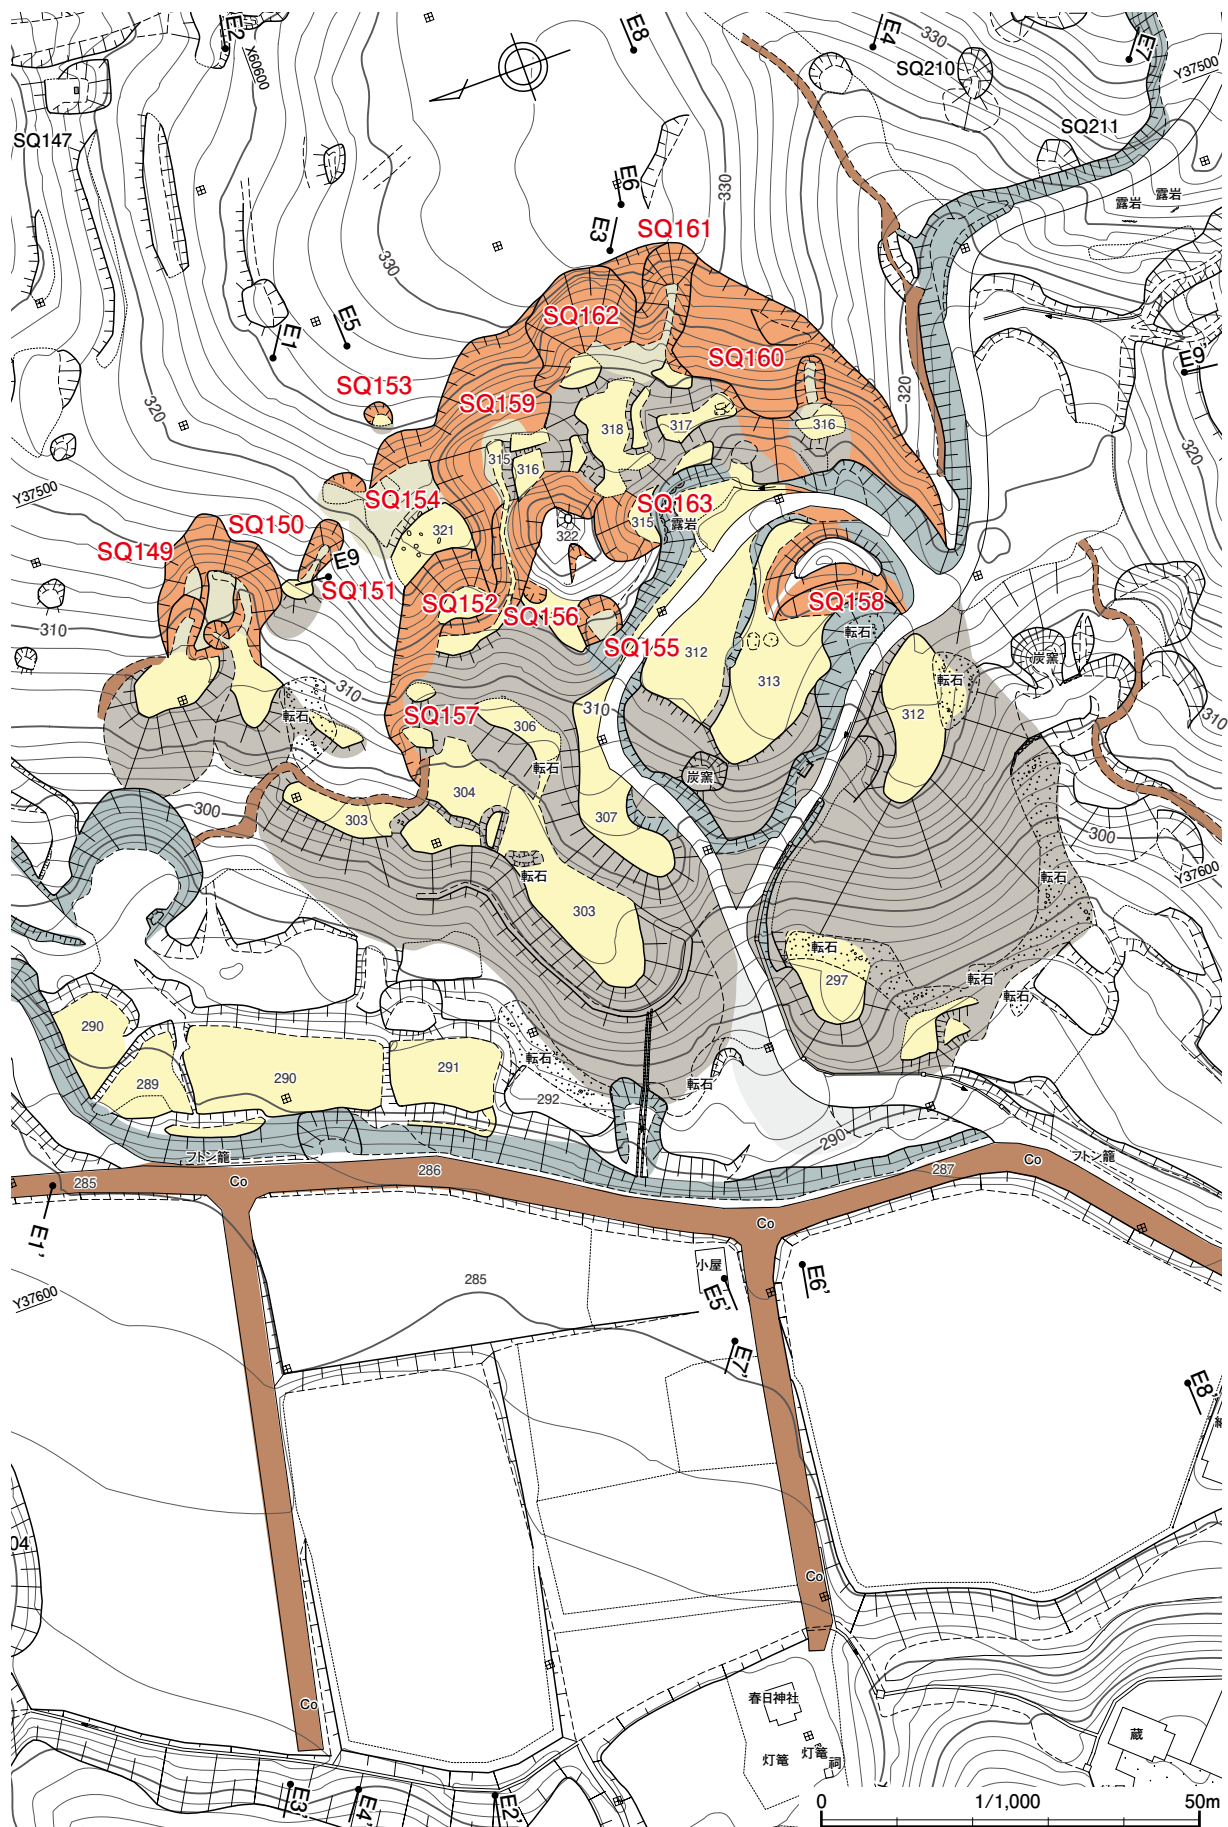 E2
X60600
E8
E4
330
SQ210
E7
Y37500
SQ147
SQ211
E6
330
露岩
露岩
E3
SQ161
330
E1
E5
SQ162
SQ160
E9'
SQ153
320
320
SQ159
318
317
316
320
Y37500
315
316
SQ154
SQ163
321
322
315
露岩
SQ150
SQ149
E9
SQ151
SQ152
SQ156
SQ158
310
転石
SQ155
312
炭窯
313
転石
310
310
312
310
SQ157
306
転石
転石
炭窯
304
300
303
307
300
Y37600
転石
転石
303
転石
297
転石
転石
290
転石
291
289
290
292
転石
290
フトン籠
フトン籠
285
Co
286
287
Co
Co
E1'
小屋
E5'
E6'
285
Y37600
E7'
E8'
04
Co
Co
春日神社
蔵
灯篭
灯篭
祠
E3'
E4'
E2'
0
1/1,000
50m